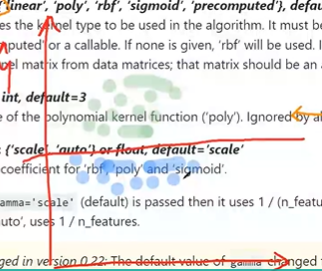 'linear', 'poly', 'rbf', 'sigmoid', 'precomputed'}, defau
es the kernel type to be used in the algorithm. It must be
puted' or a callable. If none is given, 'rbf' will be used. I
el matrix from data matrices; that matrix should be an
int, default=3
e of the polynomial kernel function ('poly'). Ignored by al
{'scale', 'auto'} or float, default='scale'
coefficient for 'rbf', 'poly' and 'sigmoid'.
amma='scale' (default) is passed then it uses 1 / (n_featu
uto', uses 1 / n_features.
ged in version 0.22: The default value of gamma changed